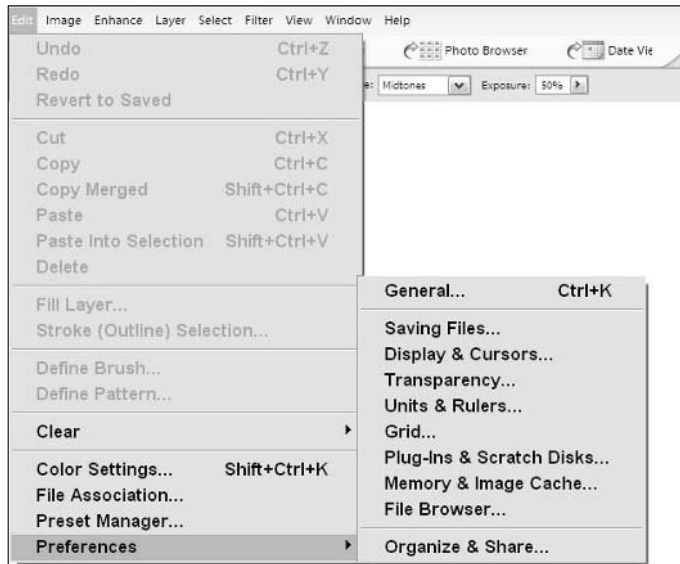 Edit Image Enhance Layer Select Filter View Window Help
Photo Browser Date Vie
e: Midtones Exposure: 50%
Undo Ctrl+Z
Redo Ctrl+Y
Revert to Saved
Cut Ctrl+X
Copy Ctrl+C
Copy Merged Shift+Ctrl+C
Paste Ctrl+V
Paste Into Selection Shift+Ctrl+V
Delete
Fill Layer...
Stroke (Outline) Selection...
Define Brush...
Define Pattern...
Clear
Color Settings... Shift+Ctrl+K
File Association...
Preset Manager...
Preferences
General... Ctrl+K
Saving Files...
Display & Cursors...
Transparency...
Units & Rulers...
Grid...
Plug-Ins & Scratch Disks...
Memory & Image Cache...
File Browser...
Organize & Share...